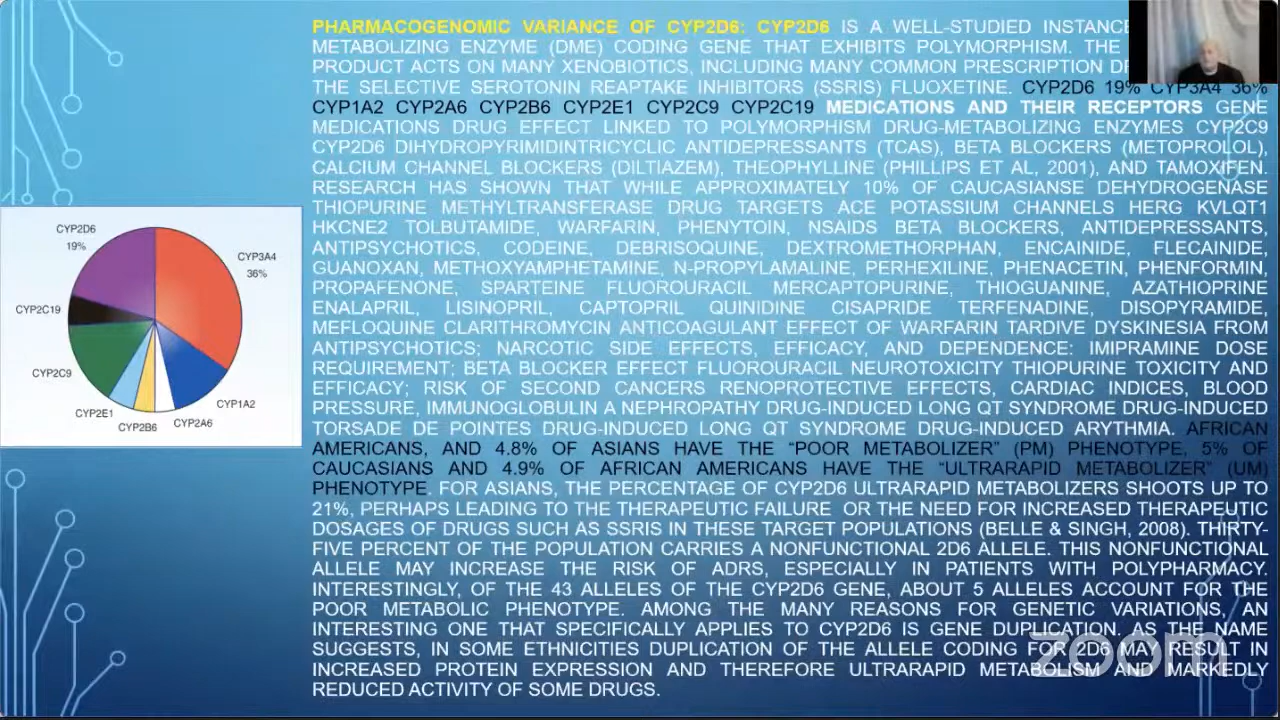 PHARMACOGENOMIC VARIANCE OF CYP2D6: CYP2D6 IS A WELL-STUDIED INSTANCE
METABOLIZING ENZYME (DME) CODING GENE THAT EXHIBITS POLYMORPHISM. THE
PRODUCT ACTS ON MANY XENOBIOTICS, INCLUDING MANY COMMON PRESCRIPTION
THE SELECTIVE SEROTONIN REAPTAKE INHIBITORS (SSRIS) FLUOXETINE. CYP2D6 19% CYP3A4 36%
CYP1A2 CYP2A6 CYP2B6 CYP2E1 CYP2C9 CYP2C19 MEDICATIONS AND THEIR RECEPTORS GENE
MEDICATIONS DRUG EFFECT LINKED TO POLYMORPHISM DRUG-METABOLIZING ENZYMES CYP2C9
CYP2D6 DIHYDROPYRIMIDINTRICYCLIC ANTIDEPRESSANTS (TCAS), BETA BLOCKERS (METOPROLOL),
CALCIUM CHANNEL BLOCKERS (DILTIAZEM), THEOPHYLLINE (PHILLIPS ET AL, 2001), AND TAMOXIFEN.
RESEARCH HAS SHOWN THAT WHILE APPROXIMATELY 10% OF CAUCASIANSE DEHYDROGENASE
THIOPURINE METHYLTRANSFERASE DRUG TARGETS ACE POTASSIUM CHANNELS HERG KVLQT1
HKCNE2 TOLBUTAMIDE, WARFARIN, PHENYTOIN, NSAIDS BETA BLOCKERS, ANTIDEPRESSANTS,
ANTIPSYCHOTICS, CODEINE, DEBRISOQUINE, DEXTROMETHORPHAN, ENCAINIDE, FLECAINIDE,
GUANOXAN, METHOXYAMPHETAMINE, N-PROPYLAMALINE, PERHEXILINE, PHENACETIN, PHENFORMIN,
PROPAFENONE, SPARTEINE FLUOROURACIL MERCAPTOPURINE, THIOGUANINE, AZATHIOPRINE
ENALAPRIL, LISINOPRIL, CAPTOPRIL QUINIDINE CISAPRIDE TERFENADINE, DISOPYRAMIDE,
MEFLOQUINE CLARITHROMYCIN ANTICOAGULANT EFFECT OF WARFARIN TARDIVE DYSKINESIA FROM
ANTIPSYCHOTICS; NARCOTIC SIDE EFFECTS, EFFICACY, AND DEPENDENCE: IMIPRAMINE DOSE
REQUIREMENT; BETA BLOCKER EFFECT FLUOROURACIL NEUROTOXICITY THIOPURINE TOXICITY AND
EFFICACY; RISK OF SECOND CANCERS RENOPROTECTIVE EFFECTS, CARDIAC INDICES, BLOOD
PRESSURE, IMMUNOGLOBULIN A NEPHROPATHY DRUG-INDUCED LONG QT SYNDROME DRUG-INDUCED
TORSADE DE POINTES DRUG-INDUCED LONG QT SYNDROME DRUG-INDUCED ARYTHMIA. AFRICAN
AMERICANS, AND 4.8% OF ASIANS HAVE THE “POOR METABOLIZER” (PM) PHENOTYPE, 5% OF
CAUCASIANS AND 4.9% OF AFRICAN AMERICANS HAVE THE “ULTRARAPID METABOLIZER” (UM)
PHENOTYPE. FOR ASIANS, THE PERCENTAGE OF CYP2D6 ULTRARAPID METABOLIZERS SHOOTS UP TO
21%, PERHAPS LEADING TO THE THERAPEUTIC FAILURE OR THE NEED FOR INCREASED THERAPEUTIC
DOSAGES OF DRUGS SUCH AS SSRIS IN THESE TARGET POPULATIONS (BELLE & SINGH, 2008). THIRTY-
FIVE PERCENT OF THE POPULATION CARRIES A NONFUNCTIONAL 2D6 ALLELE. THIS NONFUNCTIONAL
ALLELE MAY INCREASE THE RISK OF ADRS, ESPECIALLY IN PATIENTS WITH POLYPHARMACY.
INTERESTINGLY, OF THE 43 ALLELES OF THE CYP2D6 GENE, ABOUT 5 ALLELES ACCOUNT FOR THE
POOR METABOLIC PHENOTYPE. AMONG THE MANY REASONS FOR GENETIC VARIATIONS, AN
INTERESTING ONE THAT SPECIFICALLY APPLIES TO CYP2D6 IS GENE DUPLICATION. AS THE NAME
SUGGESTS, IN SOME ETHNICITIES DUPLICATION OF THE ALLELE CODING FOR 2D6 MAY RESULT IN
INCREASED PROTEIN EXPRESSION AND THEREFORE ULTRARAPID METABOLISM AND MARKEDLY
REDUCED ACTIVITY OF SOME DRUGS.
CYP2D6
19%
CYP3A4
36%
CYP2C19
CYP2C9
CYP1A2
CYP2E1
CYP2A6
CYP2B6
zoom